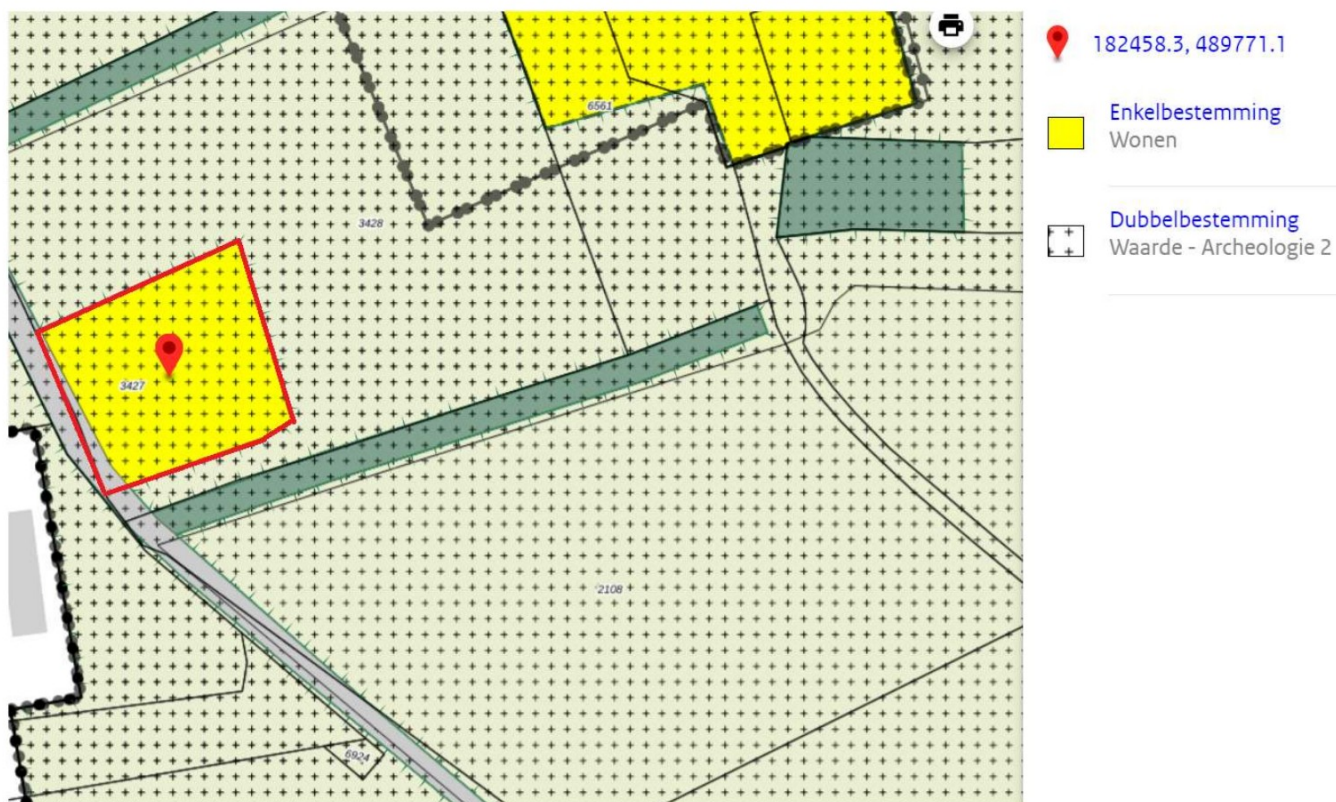 182458.3, 489771.1
Enkelbestemming
Wonen
Dubbelbestemming
Waarde - Archeologie 2
6561
3428
3427
2108
6924